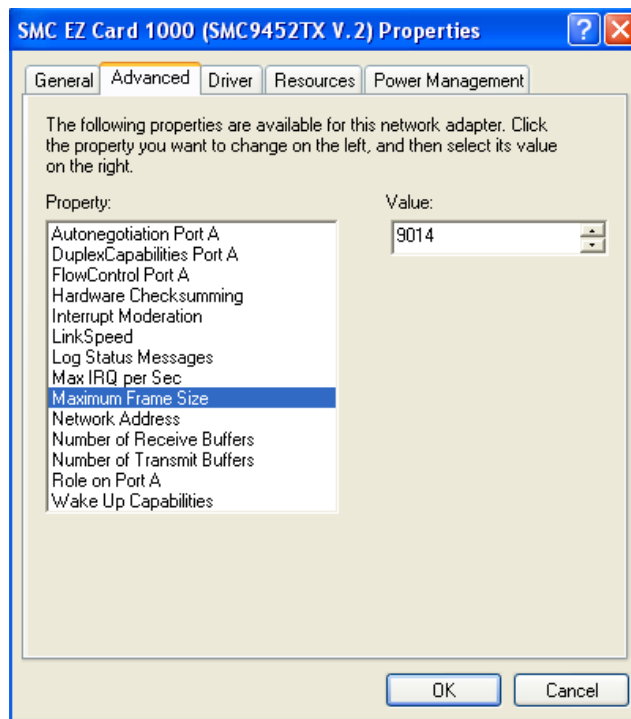 SMC EZ Card 1000 (SMC9452TX V.2) Properties
General Advanced Driver Resources Power Management
The following properties are available for this network adapter. Click
the property you want to change on the left, and then select its value
on the right.
Property: Value:
9014
Autonegotiation Port A
DuplexCapabilities Port A
FlowControl Port A
Hardware Checksumming
Interrupt Moderation
LinkSpeed
Log Status Messages
Max IRQ per Sec
Maximum Frame Size
Network Address
Number of Receive Buffers
Number of Transmit Buffers
Role on Port A
Wake Up Capabilities
OK Cancel